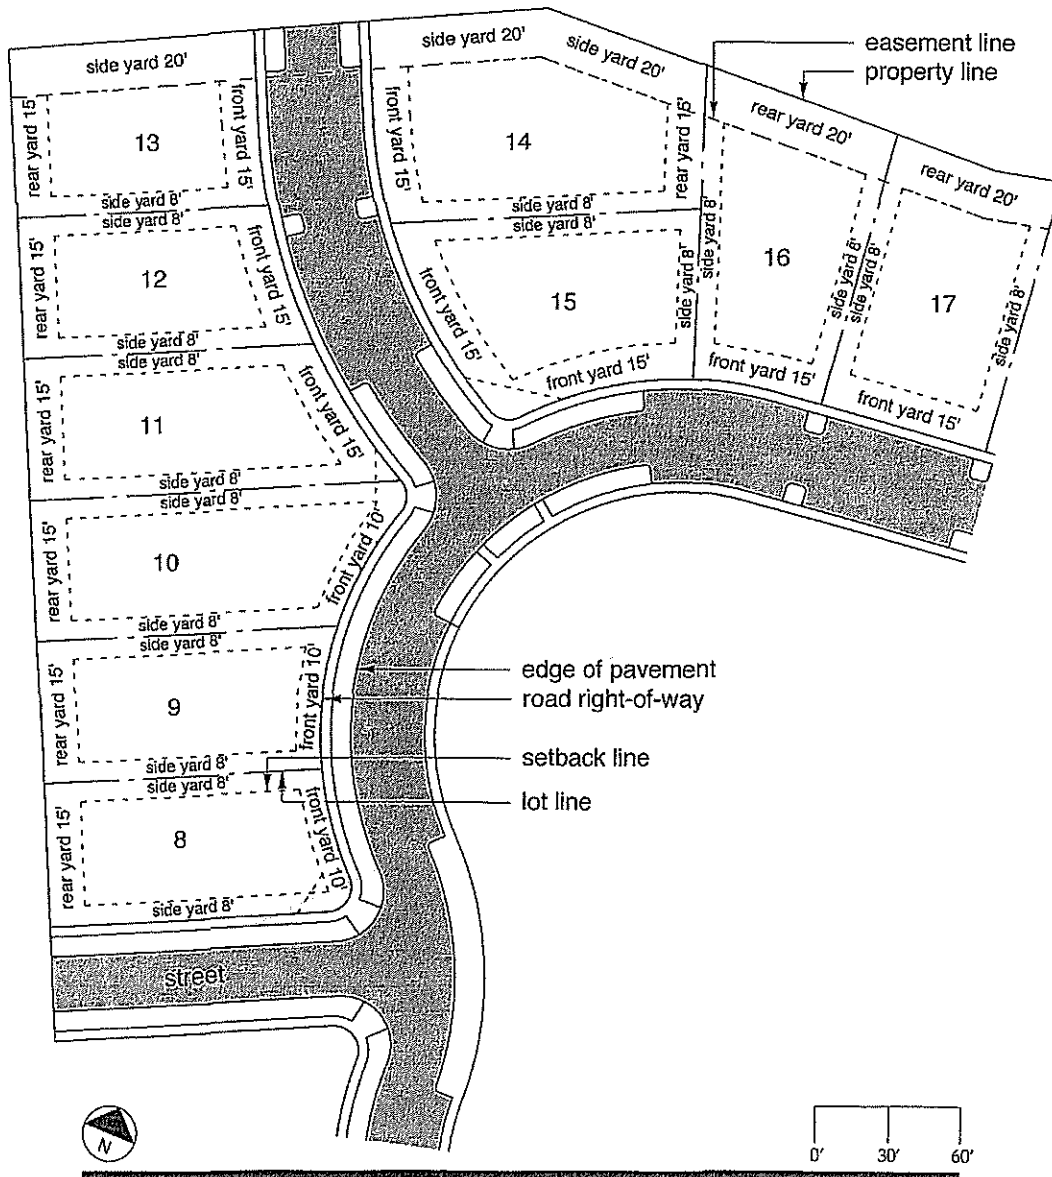 side yard 20'
rear yard 15'
13
front yard 15'
side yard 8'
side yard 8'
rear yard 15'
12
front yard 15'
side yard 8'
side yard 8'
rear yard 15'
11
front yard 15'
side yard 8'
side yard 8'
rear yard 15'
10
front yard 10'
side yard 8'
side yard 8'
rear yard 15'
9
front yard 10'
side yard 8'
side yard 8'
rear yard 15'
8
front yard 10'
side yard 8'
street
side yard 20'
side yard 20'
front yard 15'
14
rear yard 15'
side yard 8'
side yard 8'
front yard 15'
15
side yard 8'
front yard 15'
easement line
property line
rear yard 20'
side yard 8'
16
side yard 8'
front yard 15'
rear yard 20'
side yard 8'
17
side yard 8'
front yard 15'
edge of pavement
road right-of-way
setback line
lot line
N
0' 30' 60'